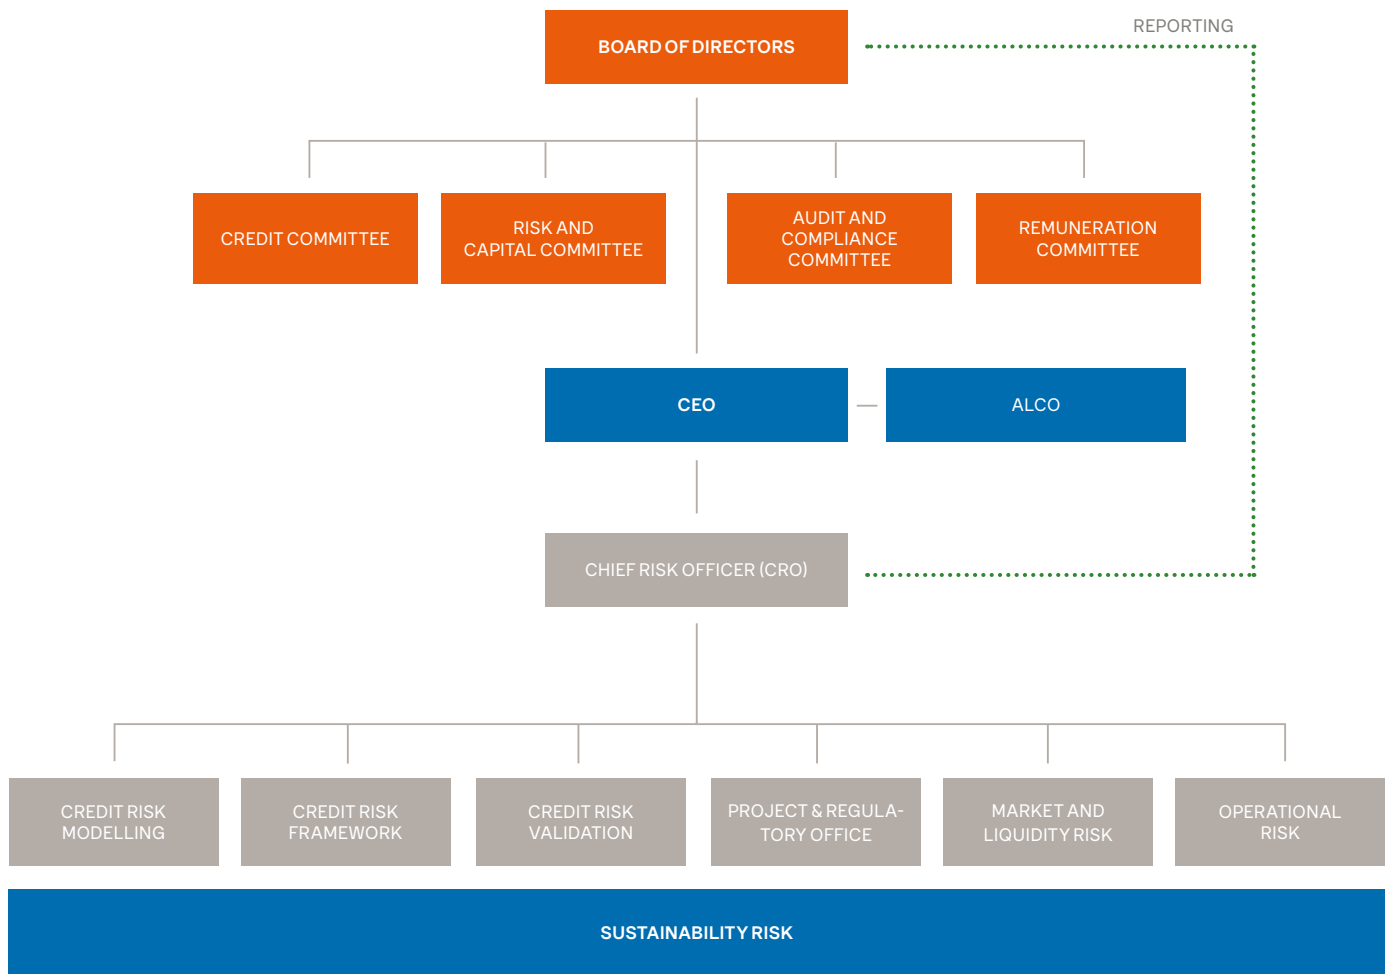 REPORTING
BOARD OF DIRECTORS
CREDIT COMMITTEE
RISK AND
CAPITAL COMMITTEE
AUDIT AND
COMPLIANCE
COMMITTEE
REMUNERATION
COMMITTEE
CEO
ALCO
CHIEF RISK OFFICER (CRO)
CREDIT RISK
MODELLING
CREDIT RISK
FRAMEWORK
CREDIT RISK
VALIDATION
PROJECT & REGULA-
TORY OFFICE
MARKET AND
LIQUIDITY RISK
OPERATIONAL
RISK
SUSTAINABILITY RISK